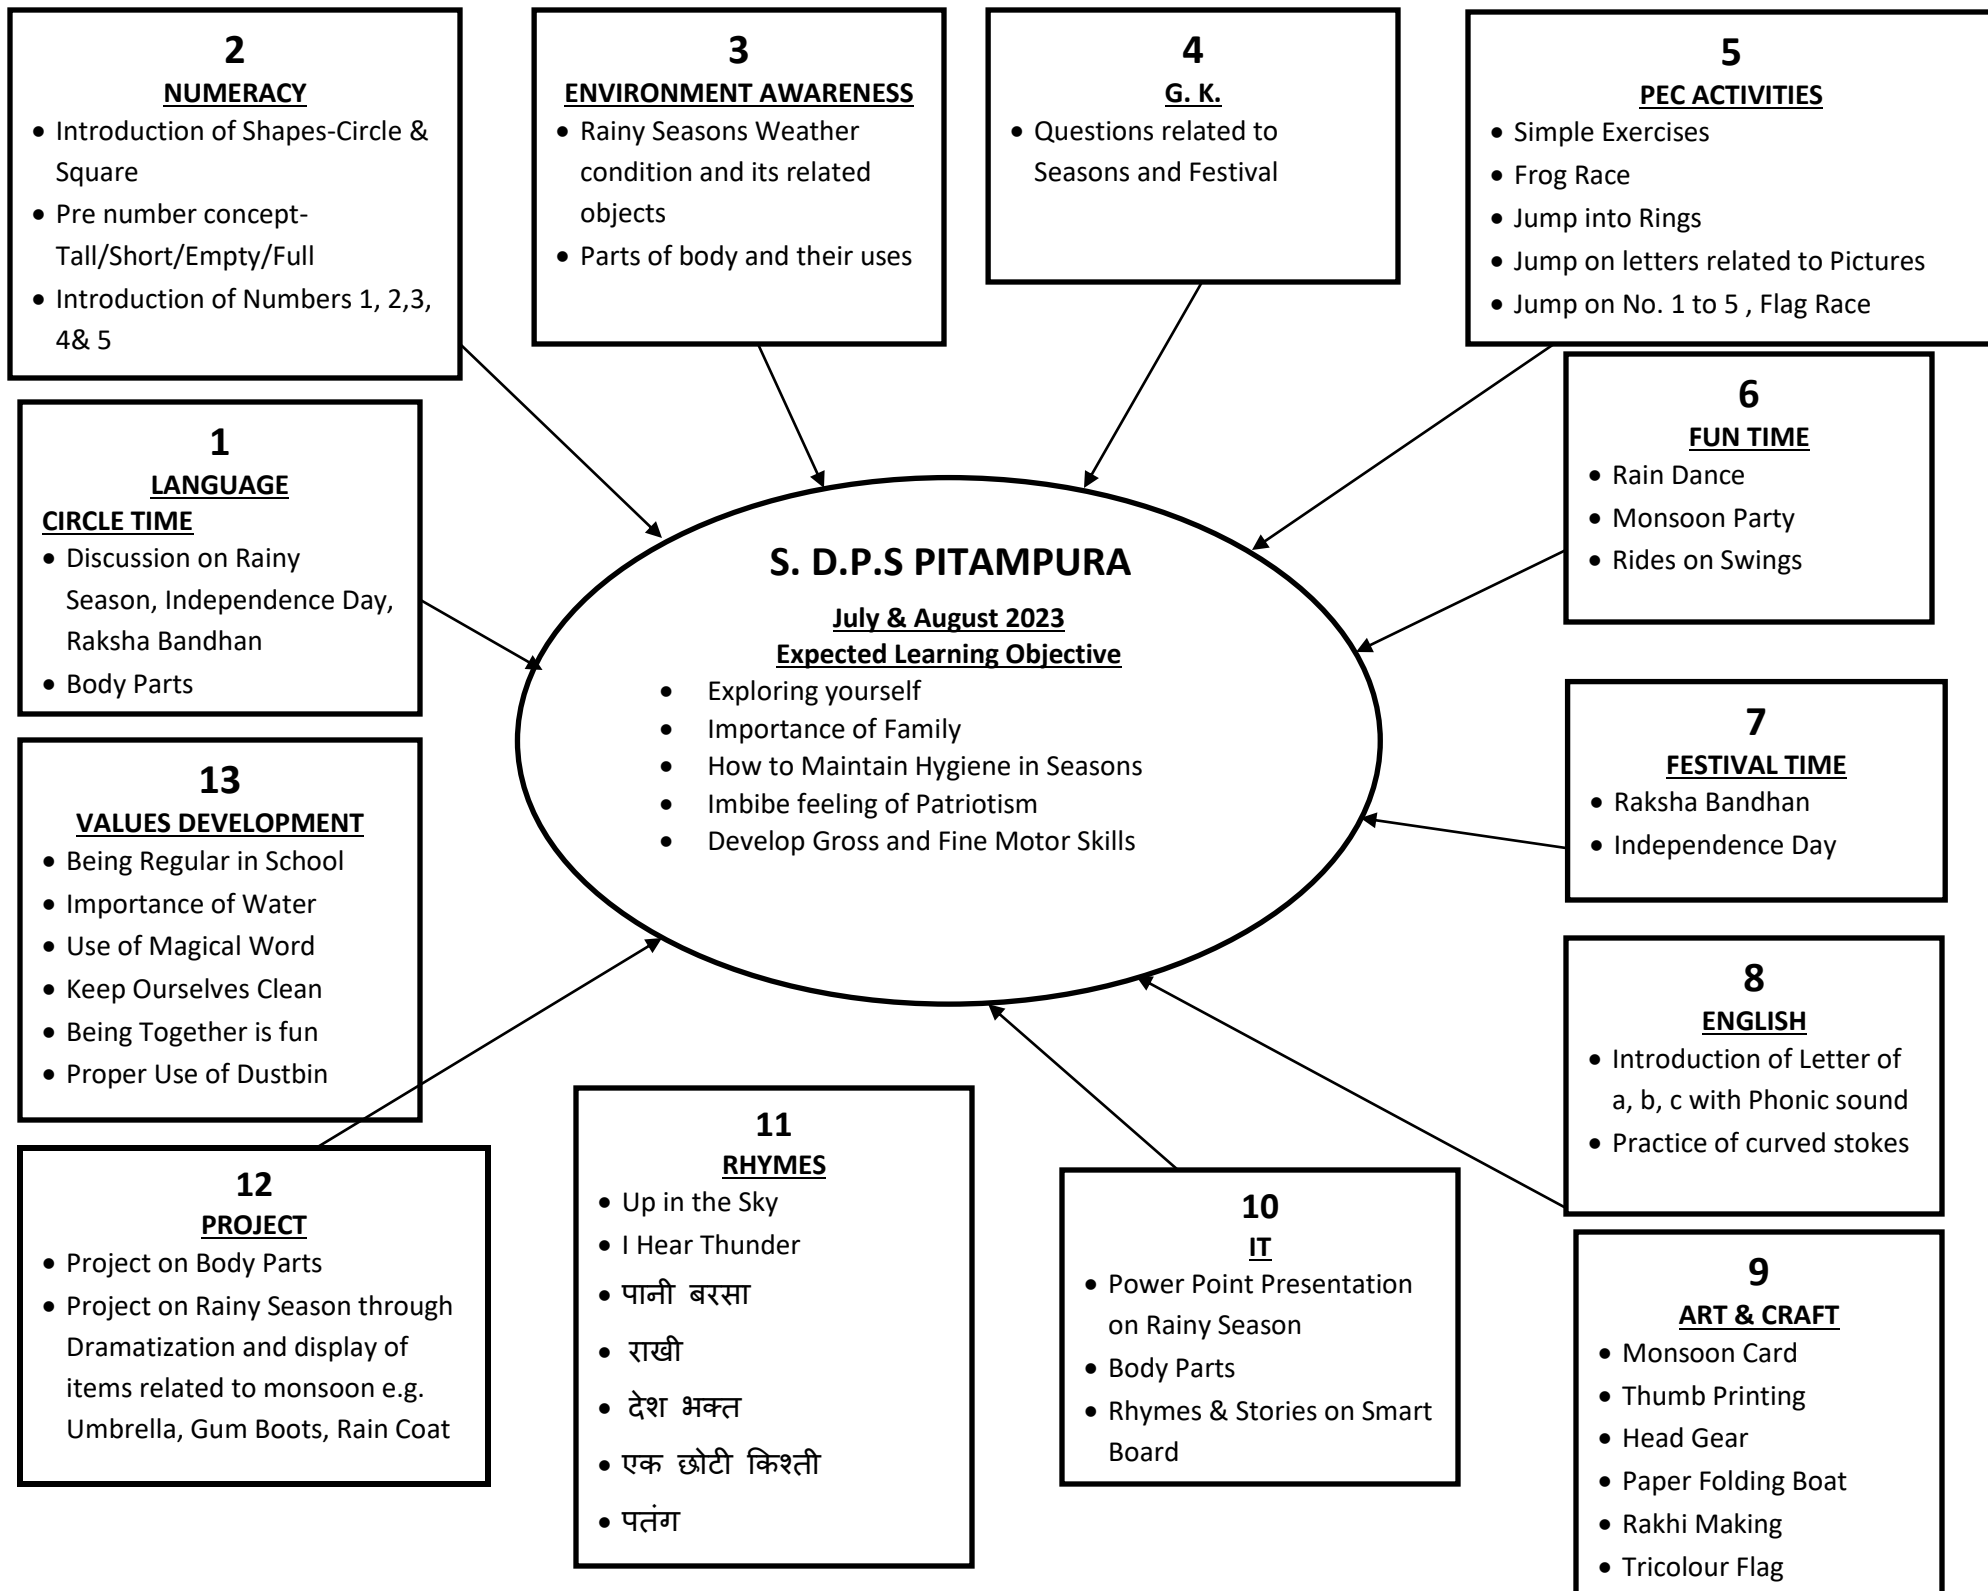 2
NUMERACY
• Introduction of Shapes-Circle &
Square
• Pre number concept-
Tall/Short/Empty/Full
• Introduction of Numbers 1, 2,3,
4& 5
3
ENVIRONMENT AWARENESS
• Rainy Seasons Weather
condition and its related
objects
• Parts of body and their uses
4
G. K.
• Questions related to
Seasons and Festival
5
PEC ACTIVITIES
• Simple Exercises
• Frog Race
• Jump into Rings
• Jump on letters related to Pictures
• Jump on No. 1 to 5 , Flag Race
1
LANGUAGE
CIRCLE TIME
• Discussion on Rainy
Season, Independence Day,
Raksha Bandhan
• Body Parts
S. D.P.S PITAMPURA
July & August 2023
Expected Learning Objective
• Exploring yourself
• Importance of Family
• How to Maintain Hygiene in Seasons
• Imbibe feeling of Patriotism
• Develop Gross and Fine Motor Skills
6
FUN TIME
• Rain Dance
• Monsoon Party
• Rides on Swings
7
FESTIVAL TIME
• Raksha Bandhan
• Independence Day
13
VALUES DEVELOPMENT
• Being Regular in School
• Importance of Water
• Use of Magical Word
• Keep Ourselves Clean
• Being Together is fun
• Proper Use of Dustbin
8
ENGLISH
• Introduction of Letter of
a, b, c with Phonic sound
• Practice of curved stokes
12
PROJECT
• Project on Body Parts
• Project on Rainy Season through
Dramatization and display of
items related to monsoon e.g.
Umbrella, Gum Boots, Rain Coat
11
RHYMES
• Up in the Sky
• I Hear Thunder
• पानी बरसा
• राखी
• देश भक्त
• एक छोटी किश्ती
• पतंग
10
IT
• Power Point Presentation
on Rainy Season
• Body Parts
• Rhymes & Stories on Smart
Board
9
ART & CRAFT
• Monsoon Card
• Thumb Printing
• Head Gear
• Paper Folding Boat
• Rakhi Making
• Tricolour Flag